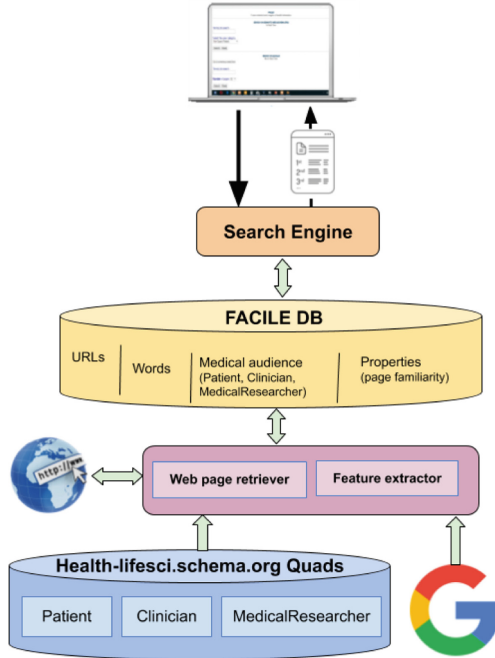 Search Engine
FACILE DB
URLs
Words
Medical audience
(Patient, Clinician,
MedicalResearcher)
Properties
(page familiarity)
http://ww
Web page retriever
Feature extractor
Health-lifesci.schema.org Quads
Patient
Clinician
MedicalResearcher
G